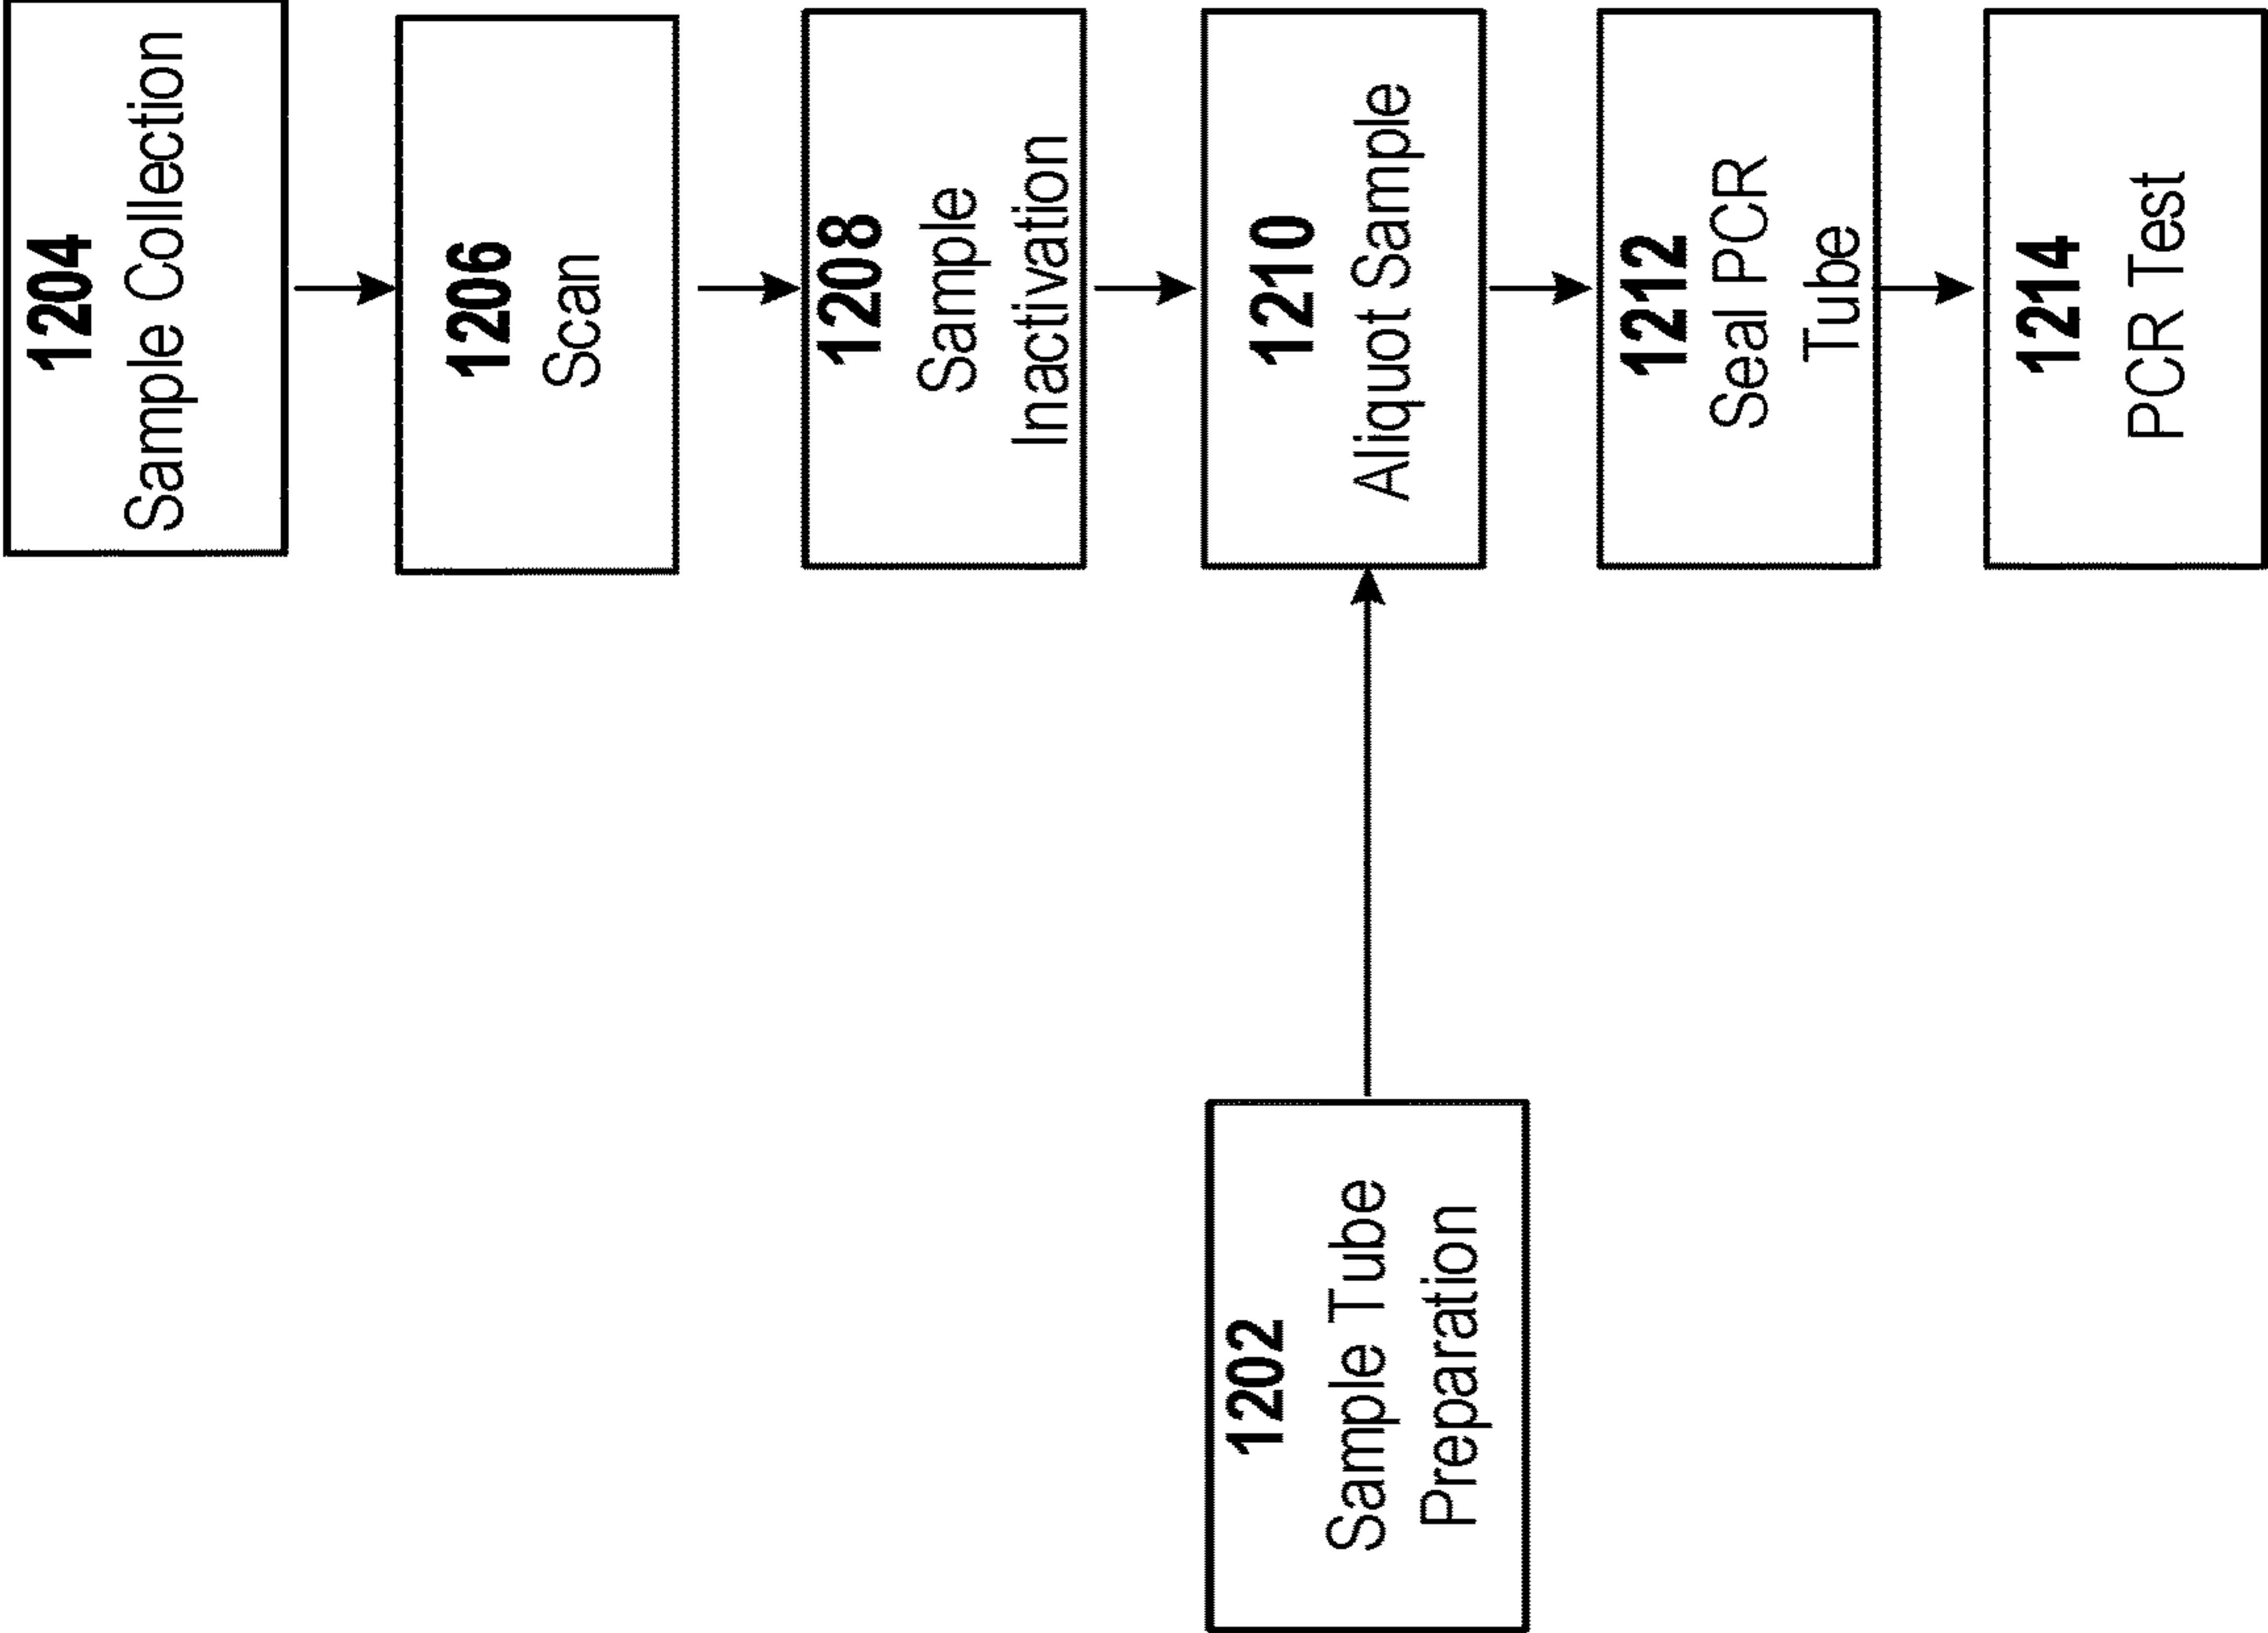 1204
Sample Collection
1206
Scan
1208
Sample
Inactivation
1210
Aliquot Sample
1212
Seal PCR
Tube
1214
PCR Test
1202
Sample Tube
Preparation